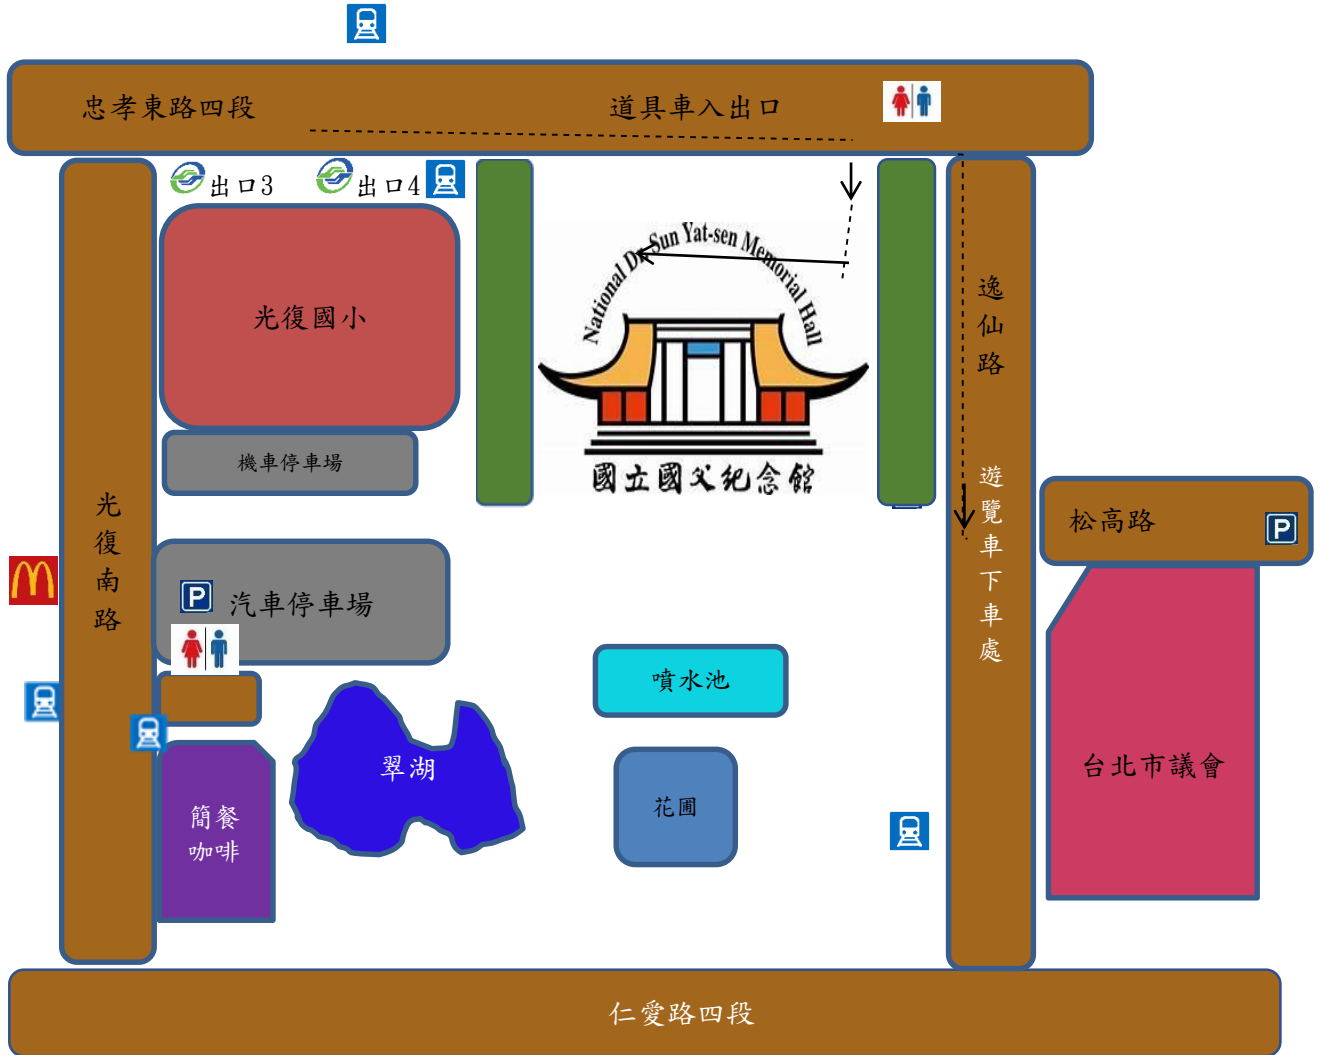 忠孝東路四段
道具車入出口
出口3
出口4
National Dr. Sun Yat-sen Memorial Hall
國立國父紀念館
光復國小
機車停車場
逸仙路
遊覽車下車處
光復南路
松高路
P
P
汽車停車場
噴水池
翠湖
台北市議會
花圃
簡餐
咖啡
仁愛路四段